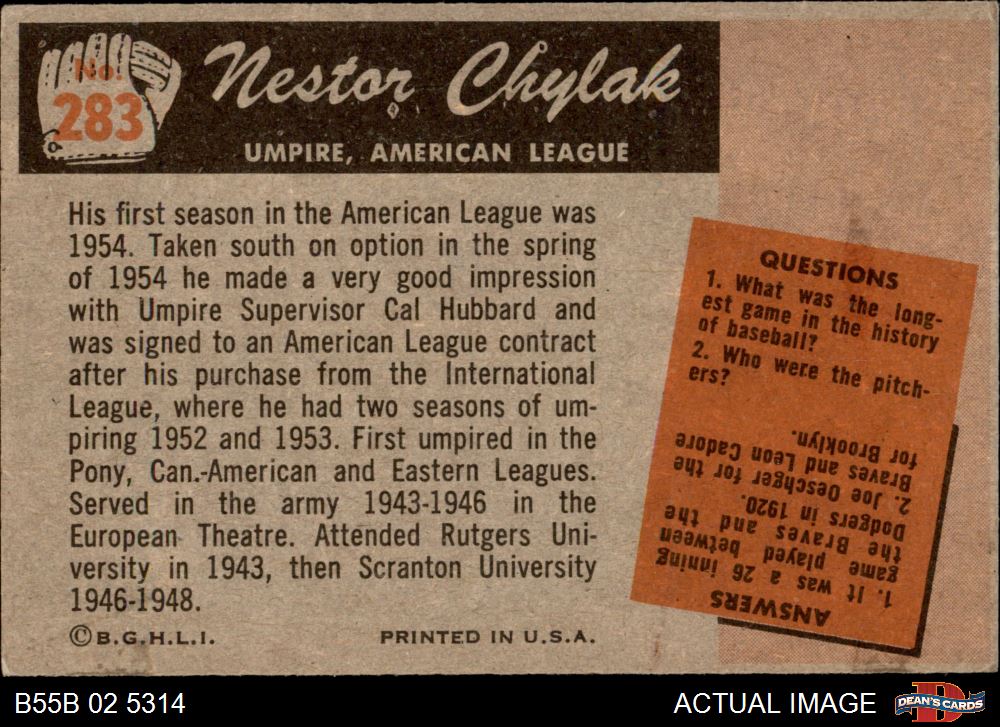 No.
283
Nestor Chylak
UMPIRE, AMERICAN LEAGUE
His first season in the American League was
1954. Taken south on option in the spring
of 1954 he made a very good impression
with Umpire Supervisor Cal Hubbard and
was signed to an American League contract
after his purchase from the International
League, where he had two seasons of um-
piring 1952 and 1953. First umpired in the
Pony, Can.-American and Eastern Leagues.
Served in the army 1943-1946 in the
European Theatre. Attended Rutgers Uni-
versity in 1943, then Scranton University
1946-1948.
©B.G.H.L.I.
PRINTED IN U.S.A.
QUESTIONS
1. What was the long-
est game in the history
of baseball?
2. Who were the pitch-
ers?
ANSWERS
1. It was a 26 inning
game played between
the Braves and the
Dodgers in 1920.
2. Joe Oeschger for the
Braves and Leon Cadore
for Brooklyn.
B55B 02 5314
ACTUAL IMAGE
D
DEAN'S CARDS